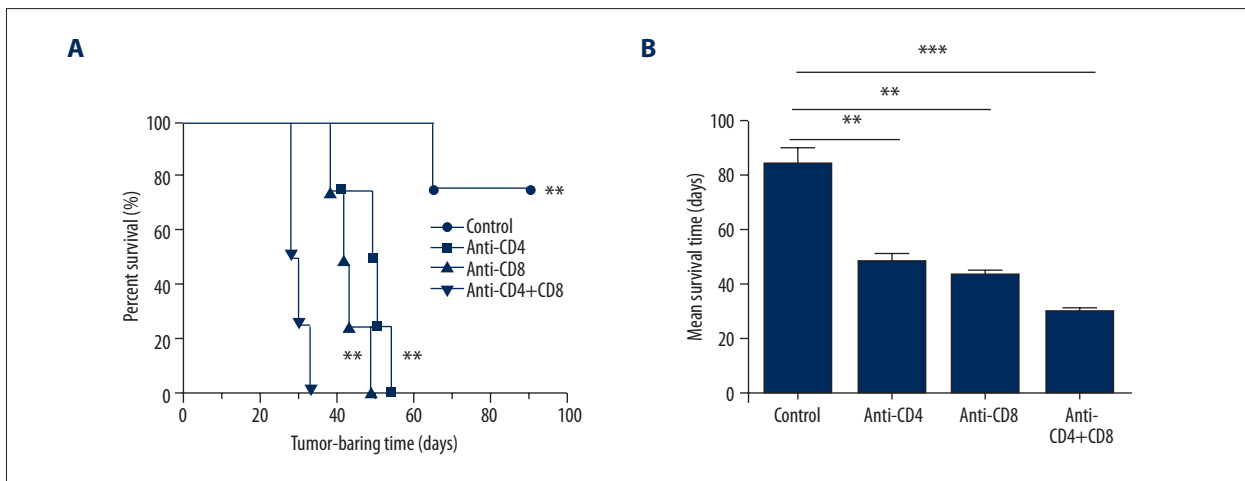 A
Percent survival (%)
100
80
60
40
20
0
**
Control
Anti-CD4
Anti-CD8
Anti-CD4+CD8
**
**
0
20
40
60
80
100
Tumor-baring time (days)
B
***
**
**
Mean survival time (days)
100
80
60
40
20
0
Control
Anti-CD4
Anti-CD8
Anti-
CD4+CD8